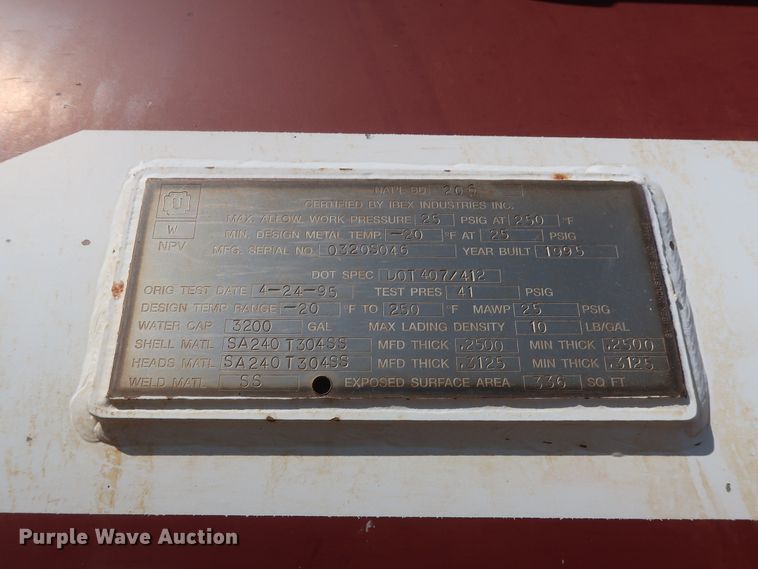 NAT'L BD 206
U CERTIFIED BY IBEX INDUSTRIES INC.
MAX. ALLOW. WORK PRESSURE 25 PSIG AT 250 °F
W MIN. DESIGN METAL TEMP. -20 °F AT 25 PSIG
NPV MFG. SERIAL NO. 0320S046 YEAR BUILT 1995
DOT SPEC DOT 407/412
ORIG TEST DATE 4-24-95 TEST PRES 41 PSIG
DESIGN TEMP RANGE -20 °F TO 250 °F MAWP 25 PSIG
WATER CAP 3200 GAL MAX LADING DENSITY 10 LB/GAL
SHELL MATL SA240 T304SS MFD THICK .2500 MIN THICK .2500
HEADS MATL SA240 T304SS MFD THICK .3125 MIN THICK .3125
WELD MATL SS EXPOSED SURFACE AREA 336 SQ FT
Purple Wave Auction®